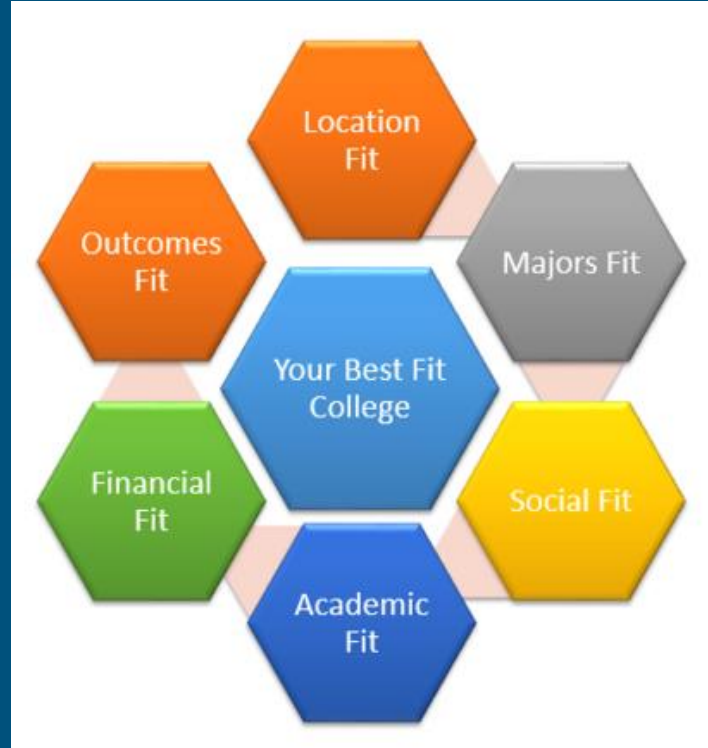 Location
Fit
Majors Fit
Social Fit
Academic
Fit
Financial
Fit
Outcomes
Fit
Your Best Fit
College